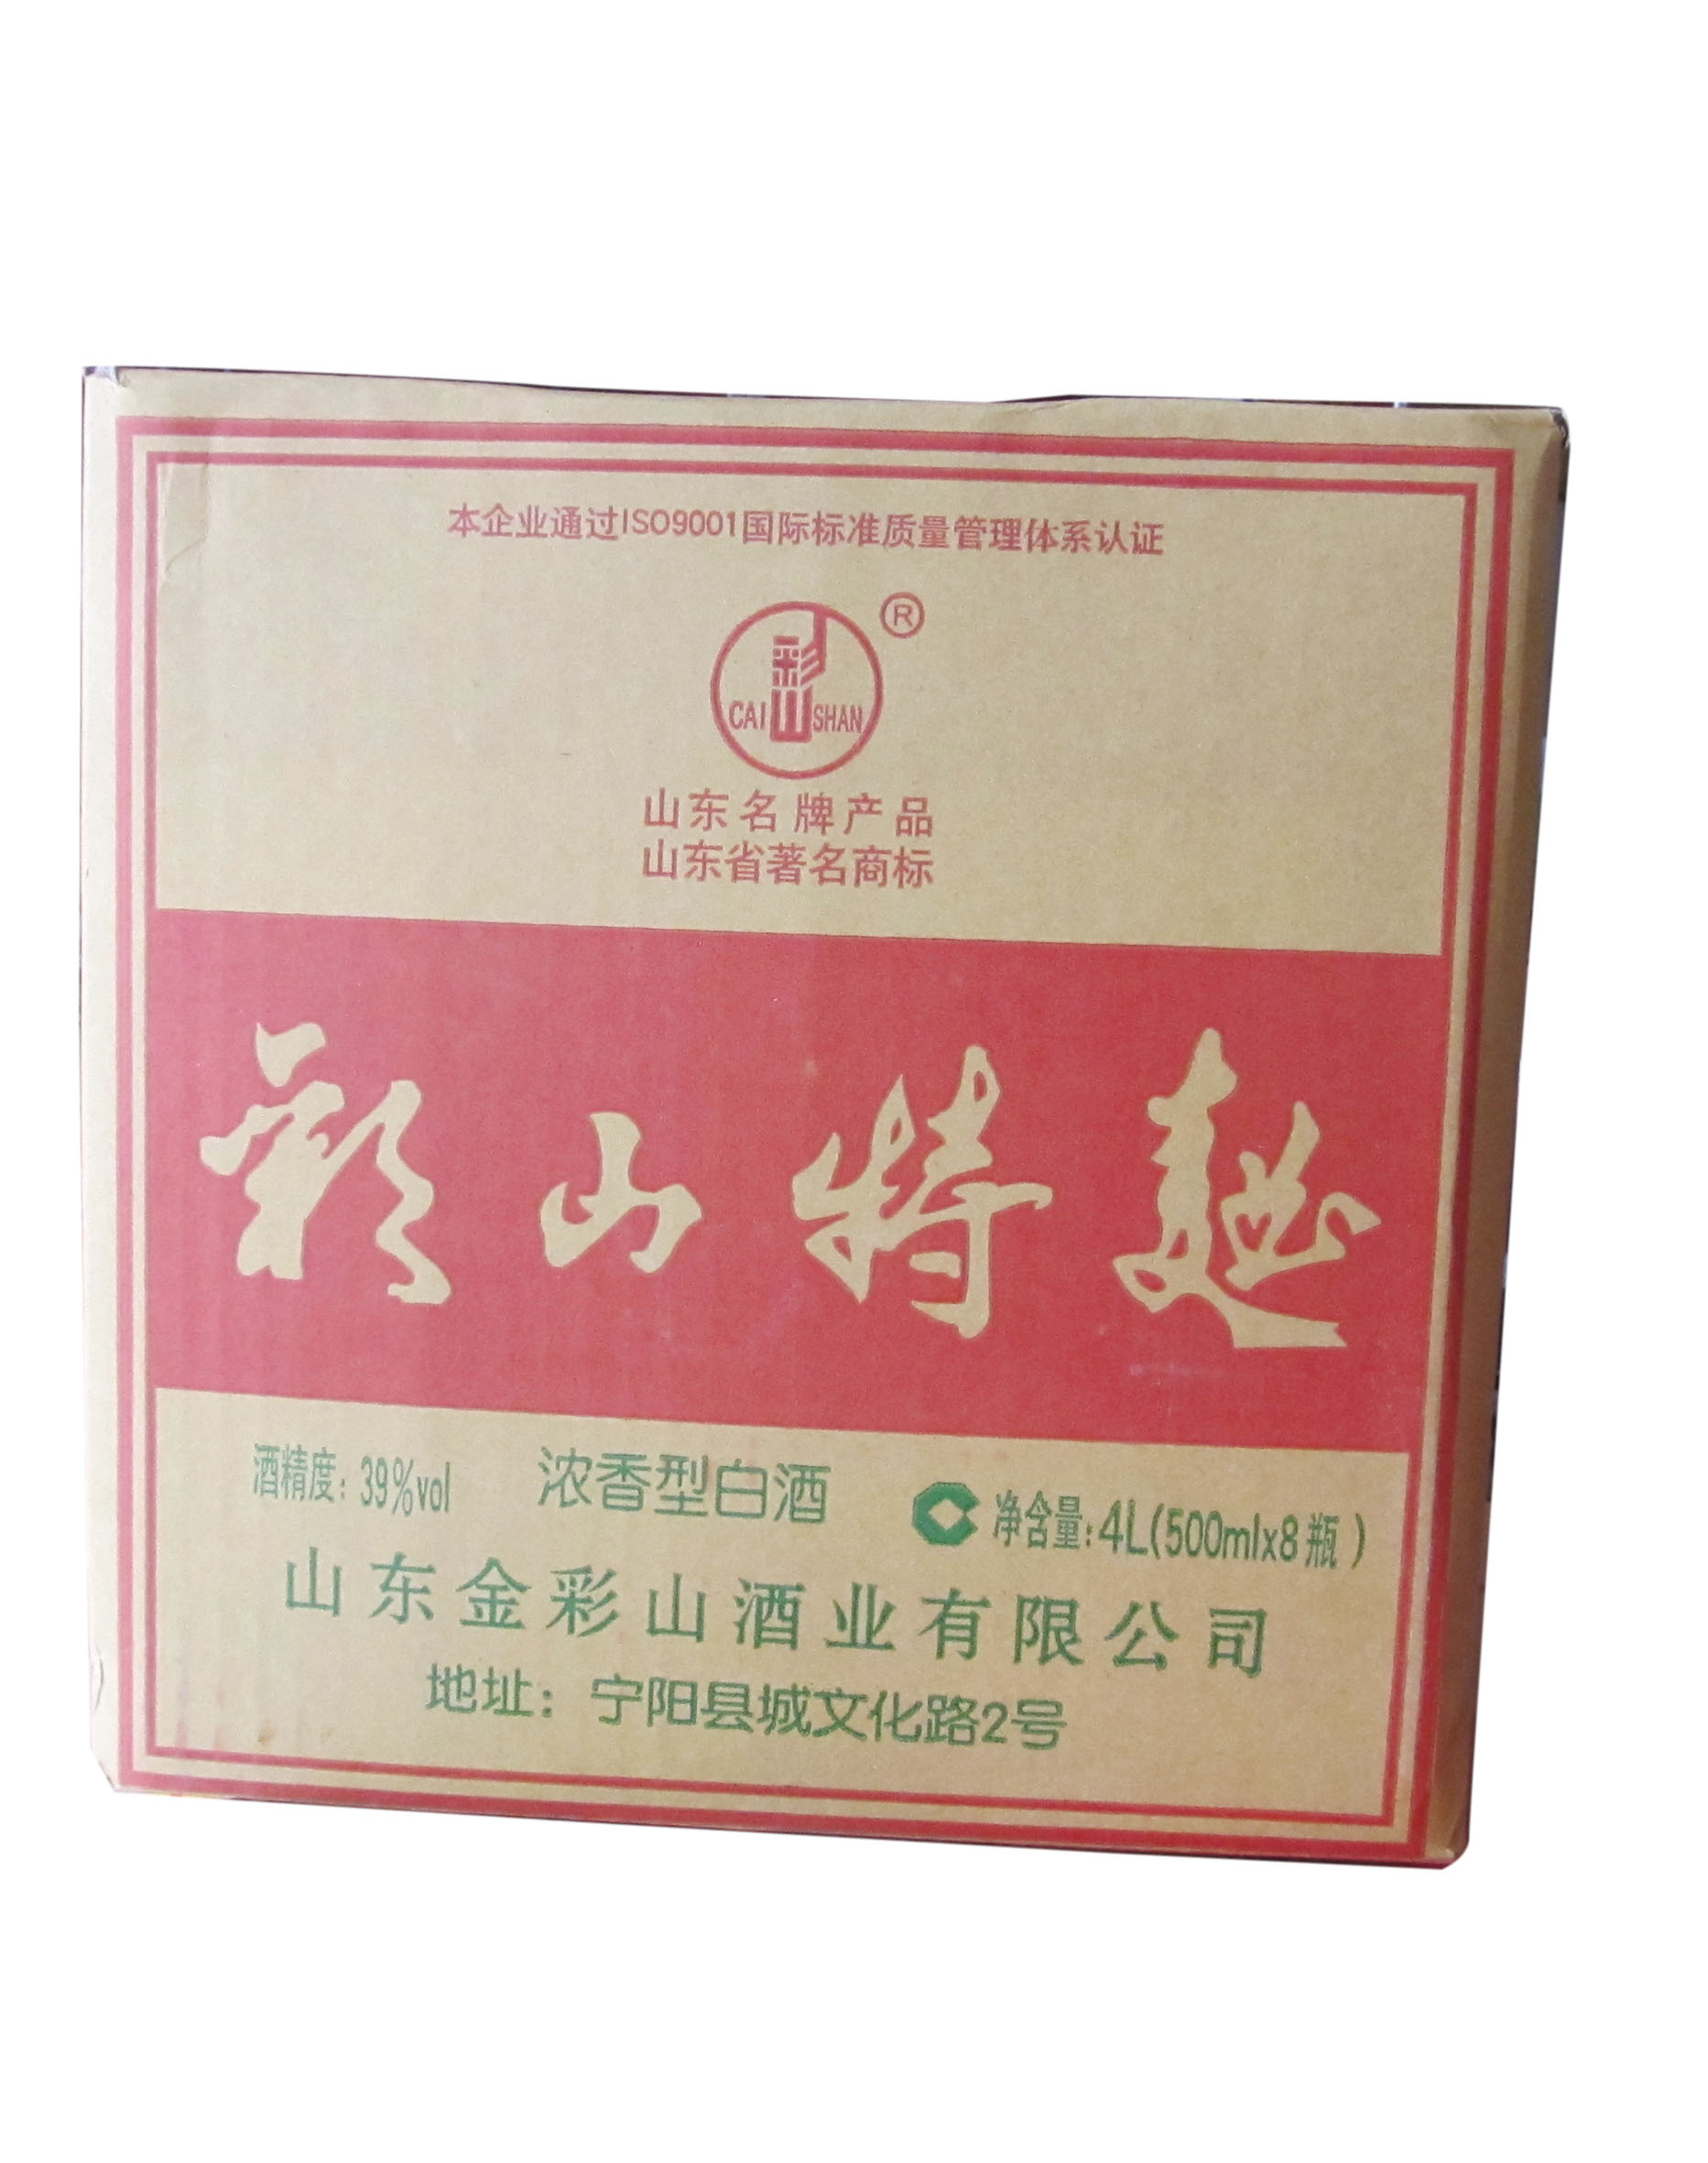 本企业通过ISO9001国际标准质量管理体系认证
®
彩山
CAI SHAN
山东名牌产品
山东省著名商标
彩山特麯
酒精度：39%vol 浓香型白酒 C 净含量：4L(500mlx8瓶)
山东金彩山酒业有限公司
地址：宁阳县城文化路2号